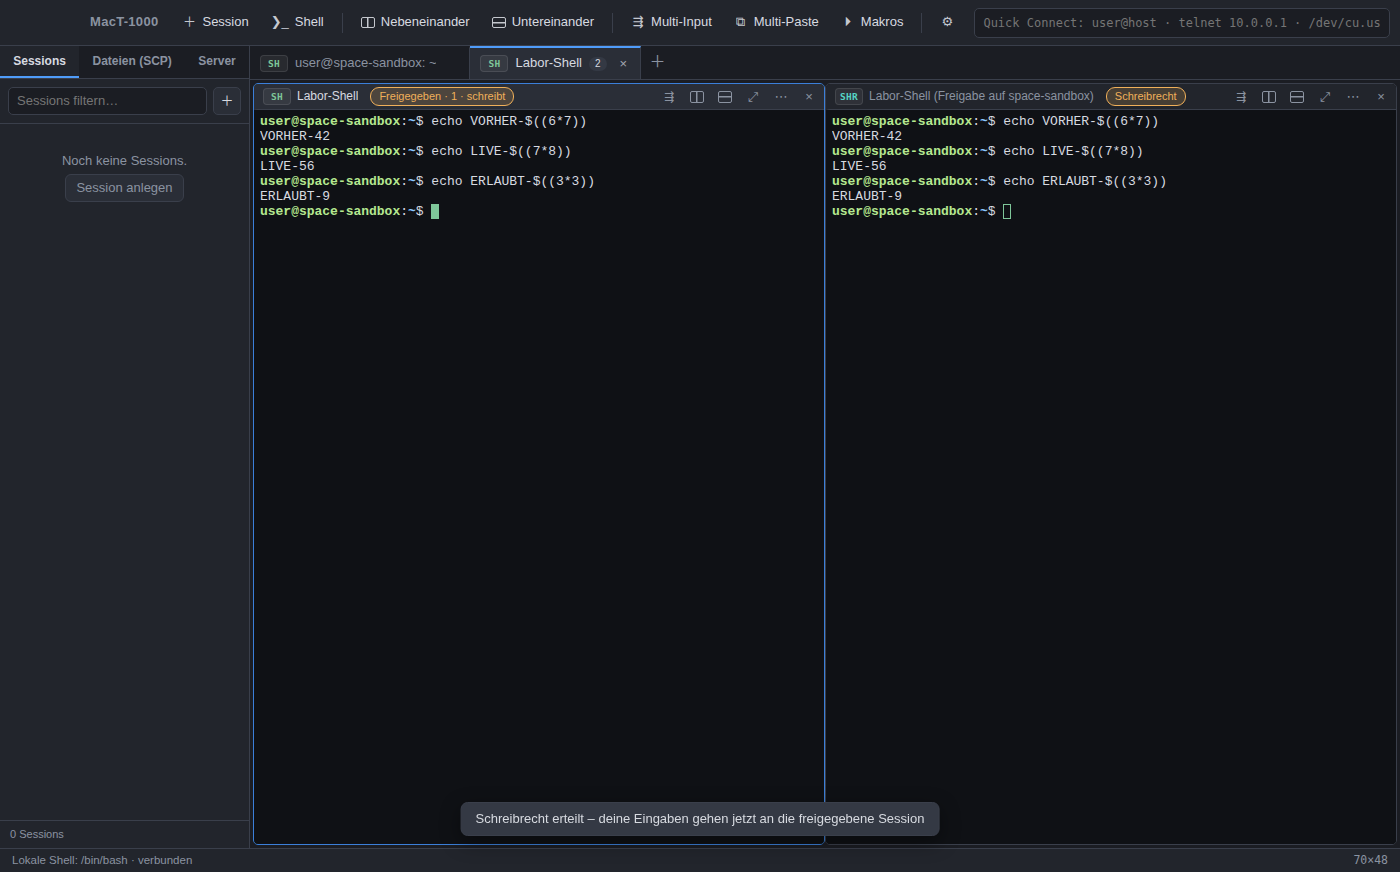 MacT-1000
＋ Session
❯_ Shell
Nebeneinander
Untereinander
Multi-Input
Multi-Paste
Makros
Quick Connect: user@host · telnet 10.0.0.1 · /dev/cu.us
Sessions
Dateien (SCP)
Server
SH user@space-sandbox: ~
SH Labor-Shell 2 ×
＋
Sessions filtern…
＋
Noch keine Sessions.
Session anlegen
0 Sessions
SH Labor-Shell Freigegeben · 1 · schreibt
⋯ ×
user@space-sandbox:~$ echo VORHER-$((6*7))
VORHER-42
user@space-sandbox:~$ echo LIVE-$((7*8))
LIVE-56
user@space-sandbox:~$ echo ERLAUBT-$((3*3))
ERLAUBT-9
user@space-sandbox:~$
SHR Labor-Shell (Freigabe auf space-sandbox) Schreibrecht
⋯ ×
user@space-sandbox:~$ echo VORHER-$((6*7))
VORHER-42
user@space-sandbox:~$ echo LIVE-$((7*8))
LIVE-56
user@space-sandbox:~$ echo ERLAUBT-$((3*3))
ERLAUBT-9
user@space-sandbox:~$
Schreibrecht erteilt – deine Eingaben gehen jetzt an die freigegebene Session
Lokale Shell: /bin/bash · verbunden
70×48